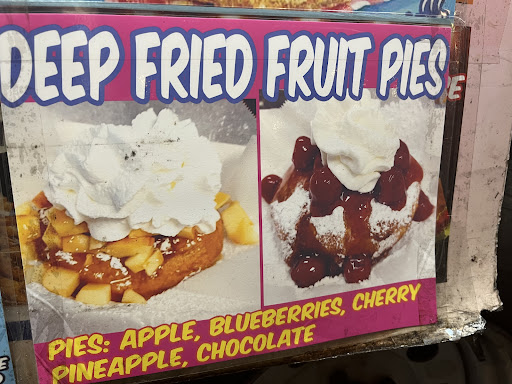 DEEP FRIED FRUIT PIES
PIES: APPLE, BLUEBERRIES, CHERRY
PINEAPPLE, CHOCOLATE